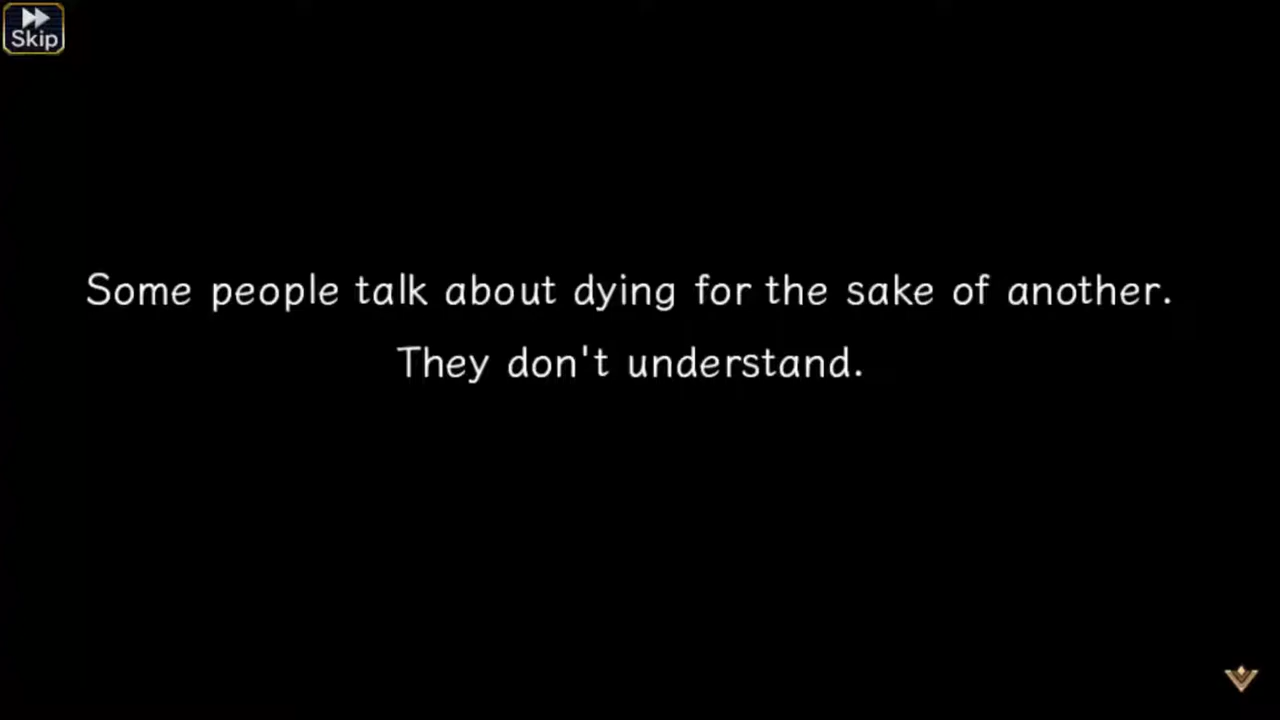 Skip
Some people talk about dying for the sake of another.
They don't understand.